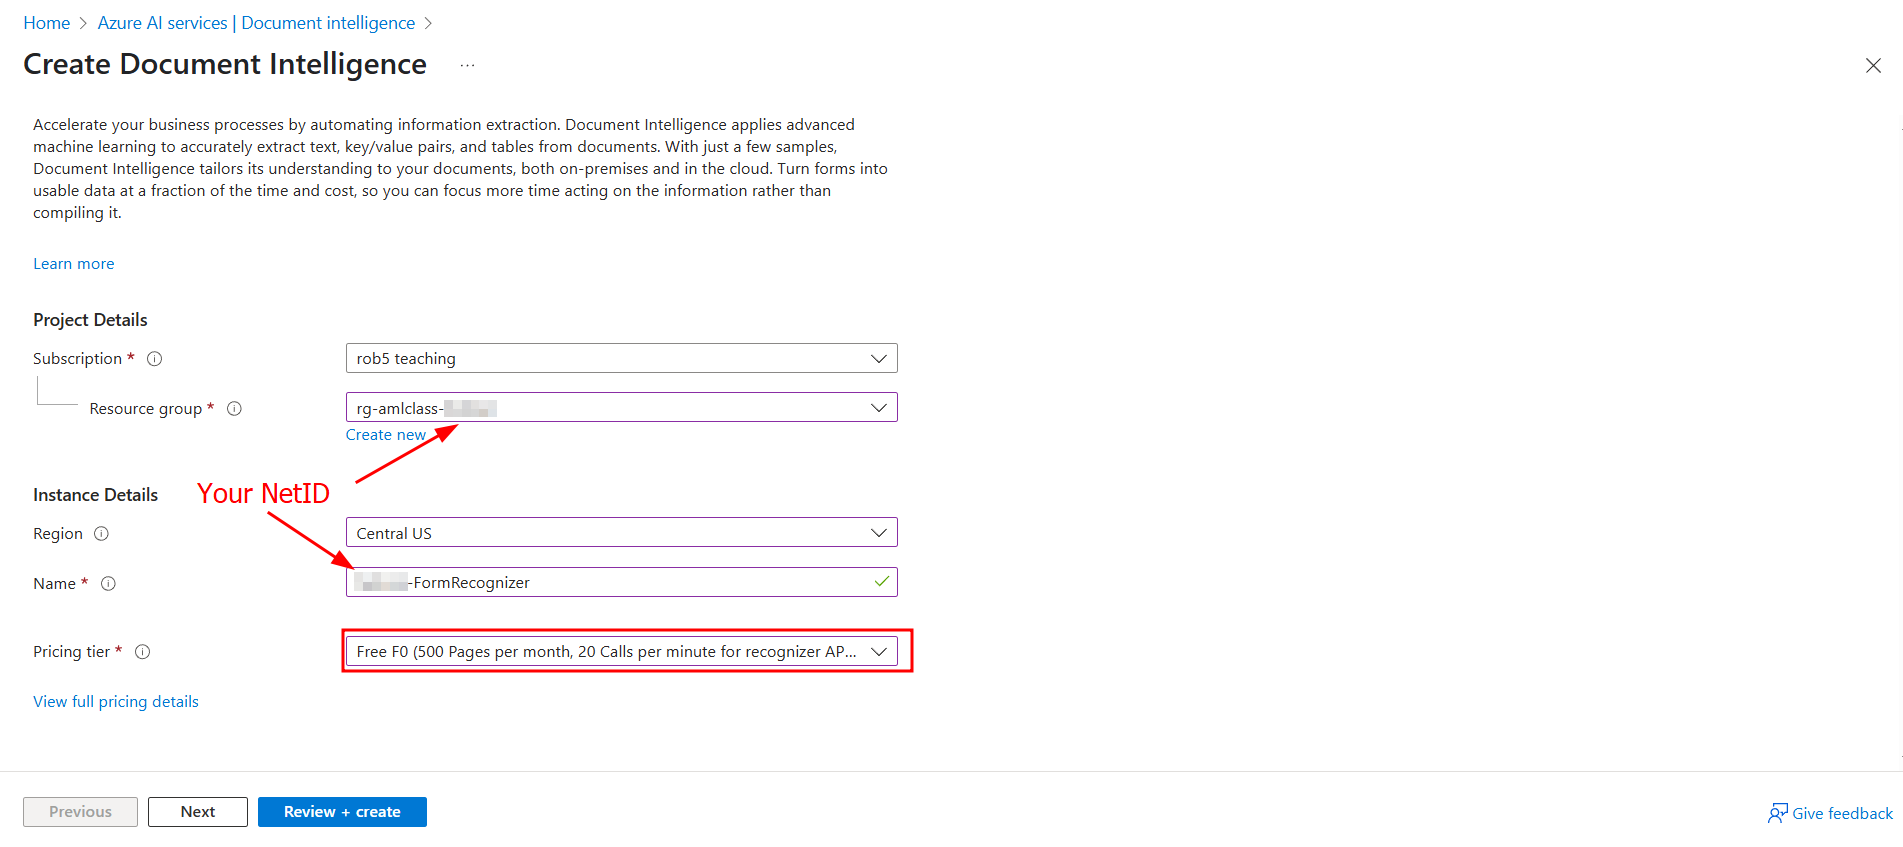 Home > Azure AI services | Document intelligence >
Create Document Intelligence ...
Accelerate your business processes by automating information extraction. Document Intelligence applies advanced
machine learning to accurately extract text, key/value pairs, and tables from documents. With just a few samples,
Document Intelligence tailors its understanding to your documents, both on-premises and in the cloud. Turn forms into
usable data at a fraction of the time and cost, so you can focus more time acting on the information rather than
compiling it.
Learn more
Project Details
Subscription * rob5 teaching
Resource group * rg-amlclass-
Create new
Instance Details
Your NetID
Region Central US
Name * -FormRecognizer
Pricing tier * Free F0 (500 Pages per month, 20 Calls per minute for recognizer AP...
View full pricing details
Previous Next Review + create Give feedback